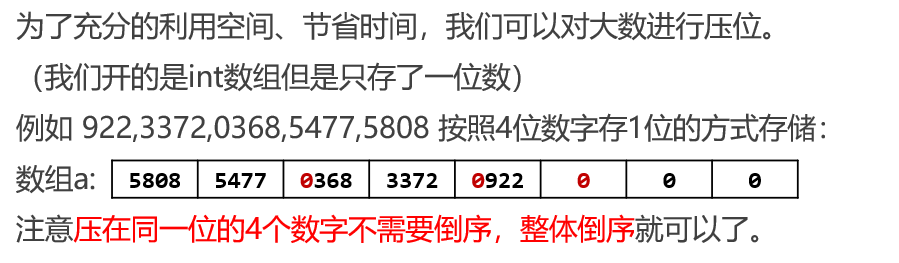 为了充分的利用空间、节省时间，我们可以对大数进行压位。
（我们开的是int数组但是只存了一位数）
例如 922,3372,0368,5477,5808 按照4位数字存1位的方式存储：
数组a: 5808 5477 0368 3372 0922 0 0 0
注意压在同一位的4个数字不需要倒序，整体倒序就可以了。